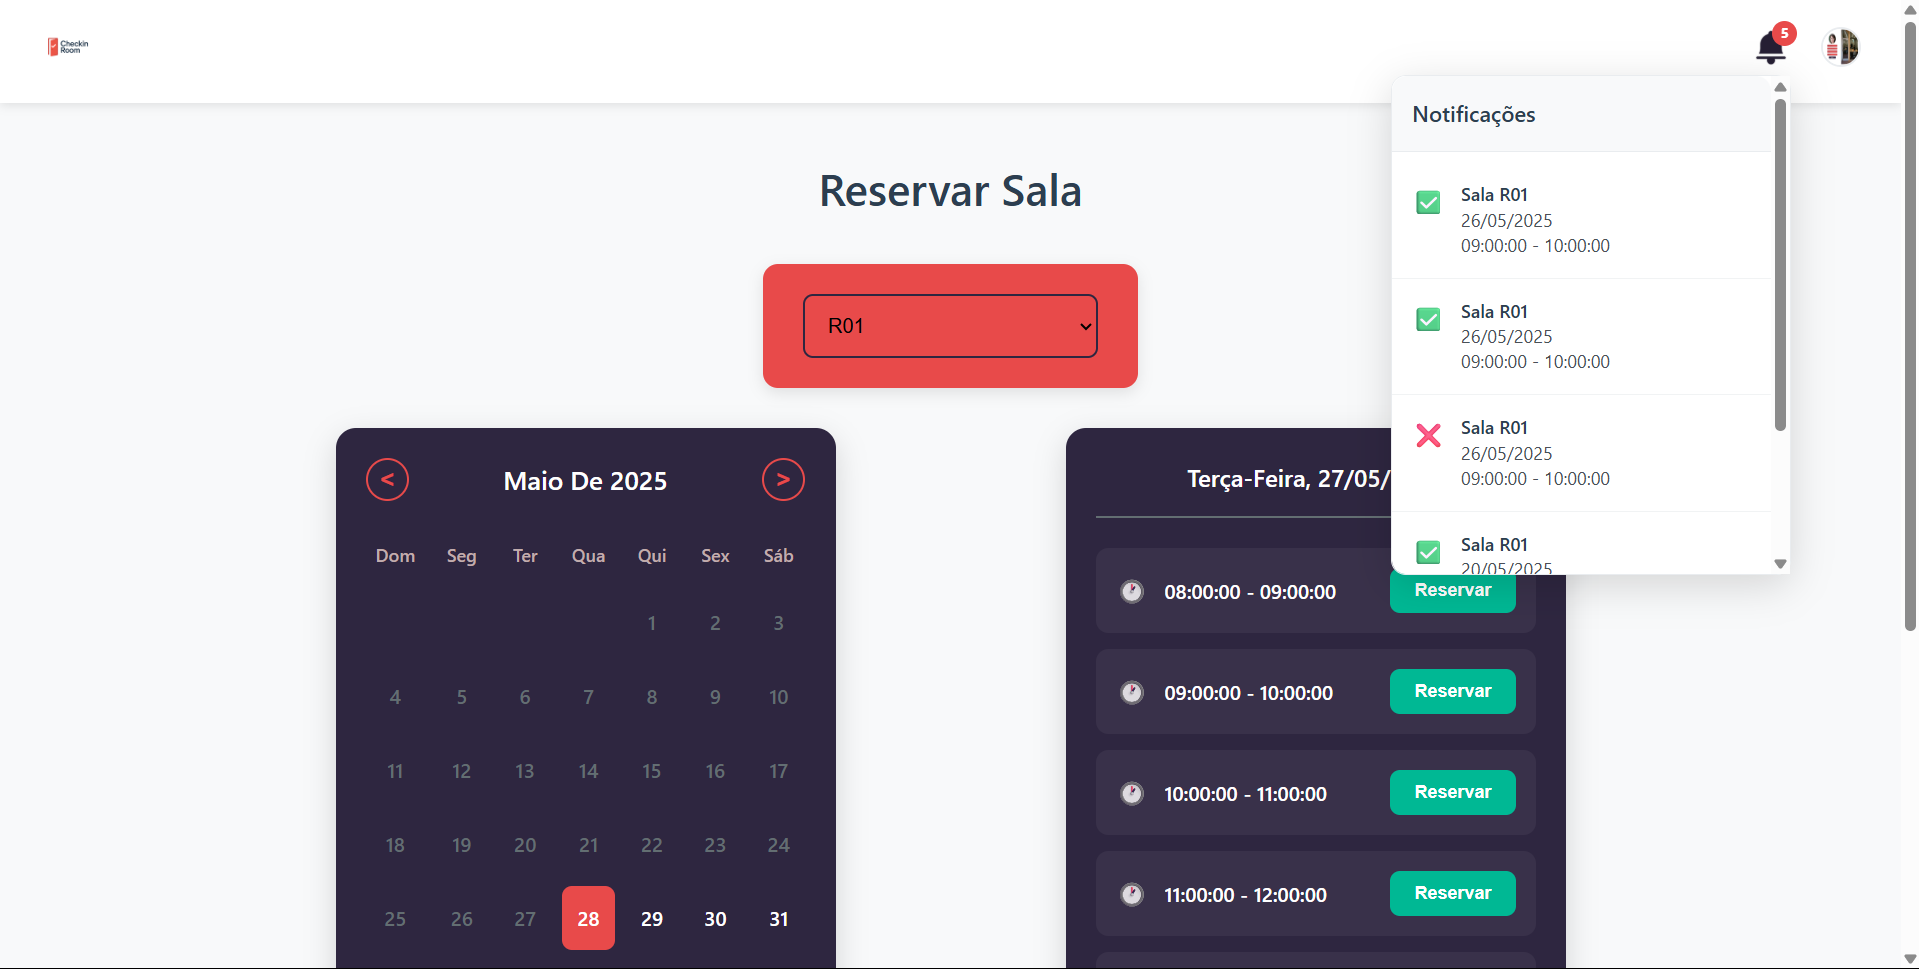 Checkin
Room
5
Notificações
Sala R01
26/05/2025
09:00:00 - 10:00:00
Sala R01
26/05/2025
09:00:00 - 10:00:00
Sala R01
26/05/2025
09:00:00 - 10:00:00
Sala R01
20/05/2025
Reservar Sala
R01
< Maio De 2025 >
Dom Seg Ter Qua Qui Sex Sáb
1 2 3
4 5 6 7 8 9 10
11 12 13 14 15 16 17
18 19 20 21 22 23 24
25 26 27 28 29 30 31
Terça-Feira, 27/05/
08:00:00 - 09:00:00 Reservar
09:00:00 - 10:00:00 Reservar
10:00:00 - 11:00:00 Reservar
11:00:00 - 12:00:00 Reservar